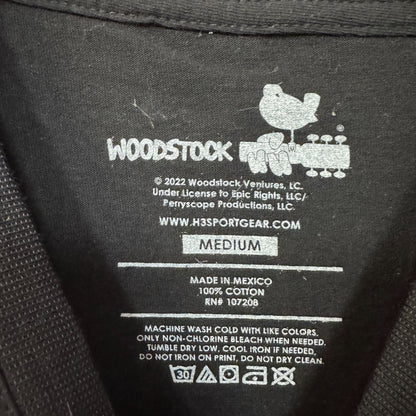 WOODSTOCK
© 2022 Woodstock Ventures, LC.
Under License to Epic Rights, LLC/
Perryscope Productions, LLC
WWW.H3SPORTGEAR.COM
MEDIUM
MADE IN MEXICO
100% COTTON
RN# 107208
MACHINE WASH COLD WITH LIKE COLORS.
ONLY NON-CHLORINE BLEACH WHEN NEEDED.
TUMBLE DRY LOW. COOL IRON IF NEEDED.
DO NOT IRON ON PRINT, DO NOT DRY CLEAN.
30